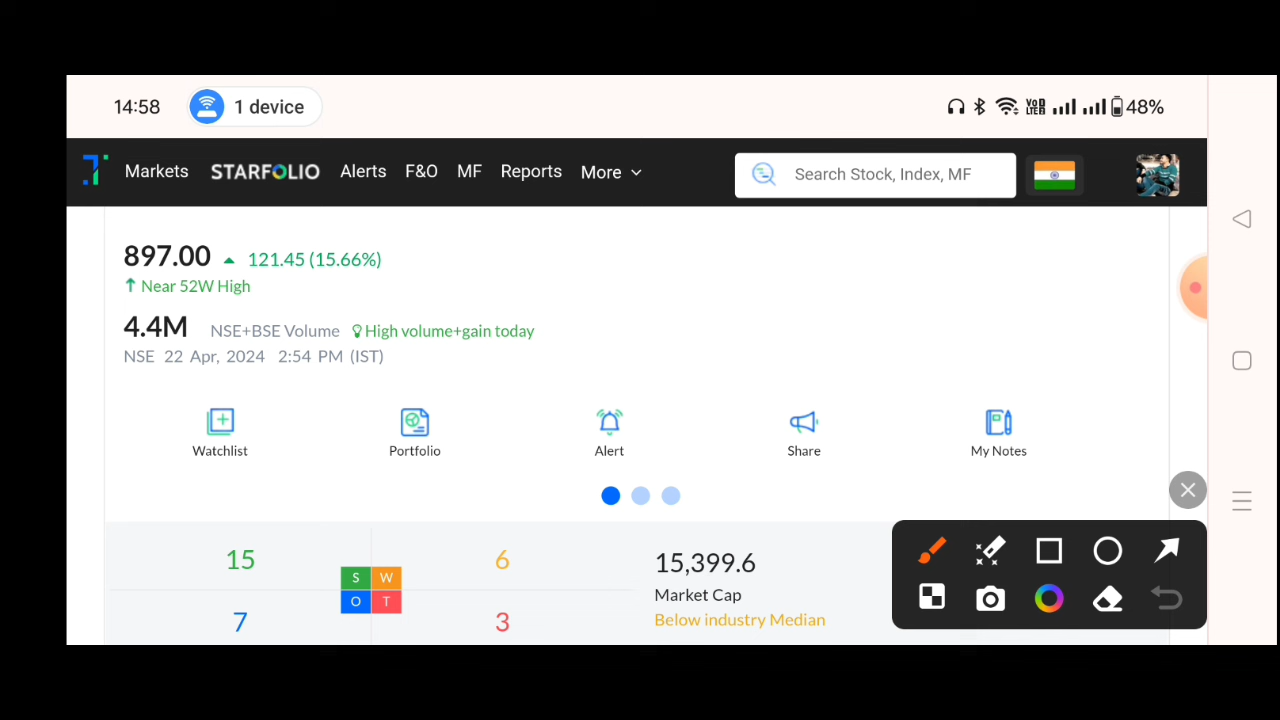 14:58 1 device VoD LTE 48%
Markets STARFOLIO Alerts F&O MF Reports More Search Stock, Index, MF
897.00 121.45 (15.66%)
Near 52W High
4.4M NSE+BSE Volume High volume+gain today
NSE 22 Apr, 2024 2:54 PM (IST)
Watchlist Portfolio Alert Share My Notes
15 S W 6 15,399.6
O T Market Cap
7 3 Below industry Median